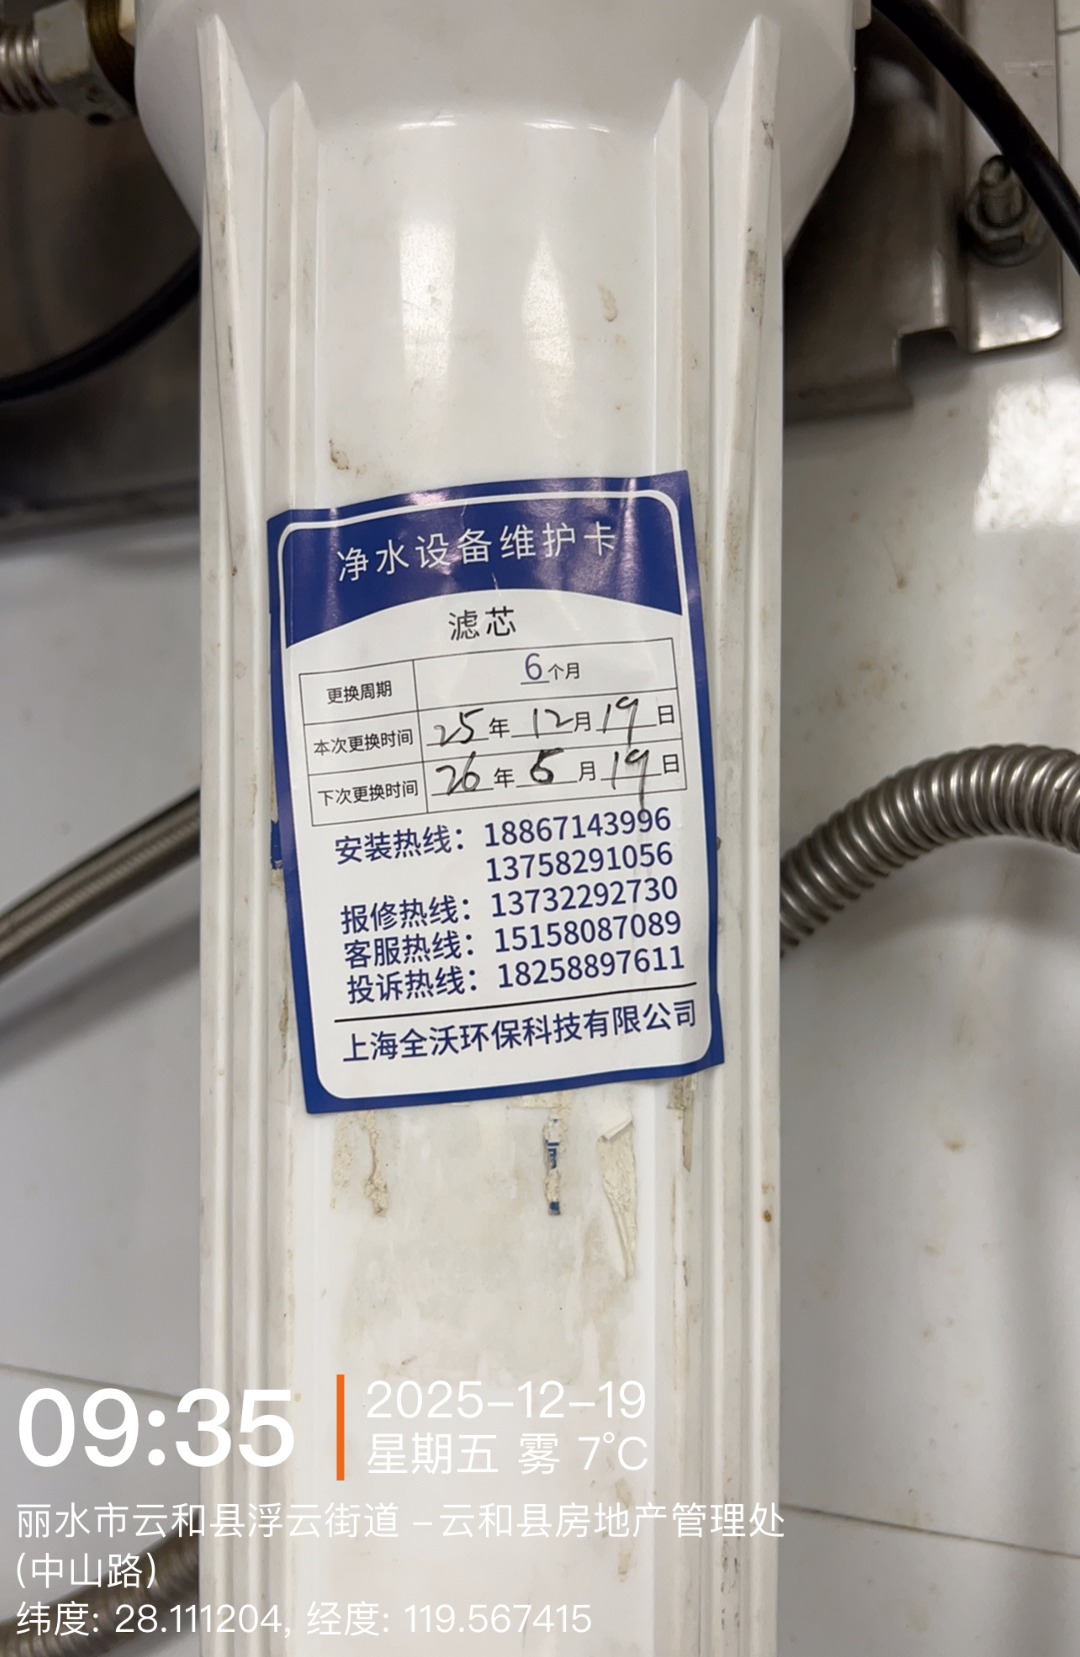 净水设备维护卡
滤芯
更换周期 6个月
本次更换时间 25年12月19日
下次更换时间 26年6月19日
安装热线：18867143996
13758291056
报修热线：13732292730
客服热线：15158087089
投诉热线：18258897611
上海全沃环保科技有限公司
09:35
2025-12-19
星期五 雾 7℃
丽水市云和县浮云街道-云和县房地产管理处
(中山路)
纬度: 28.111204, 经度: 119.567415